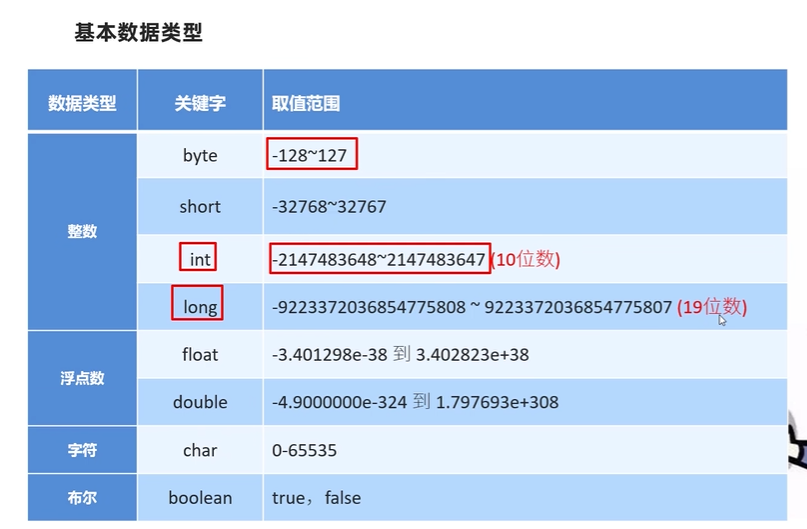 基本数据类型
数据类型 关键字 取值范围
整数 byte -128~127
short -32768~32767
int -2147483648~2147483647 (10位数)
long -9223372036854775808 ~ 9223372036854775807 (19位数)
浮点数 float -3.401298e-38 到 3.402823e+38
double -4.9000000e-324 到 1.797693e+308
字符 char 0-65535
布尔 boolean true，false